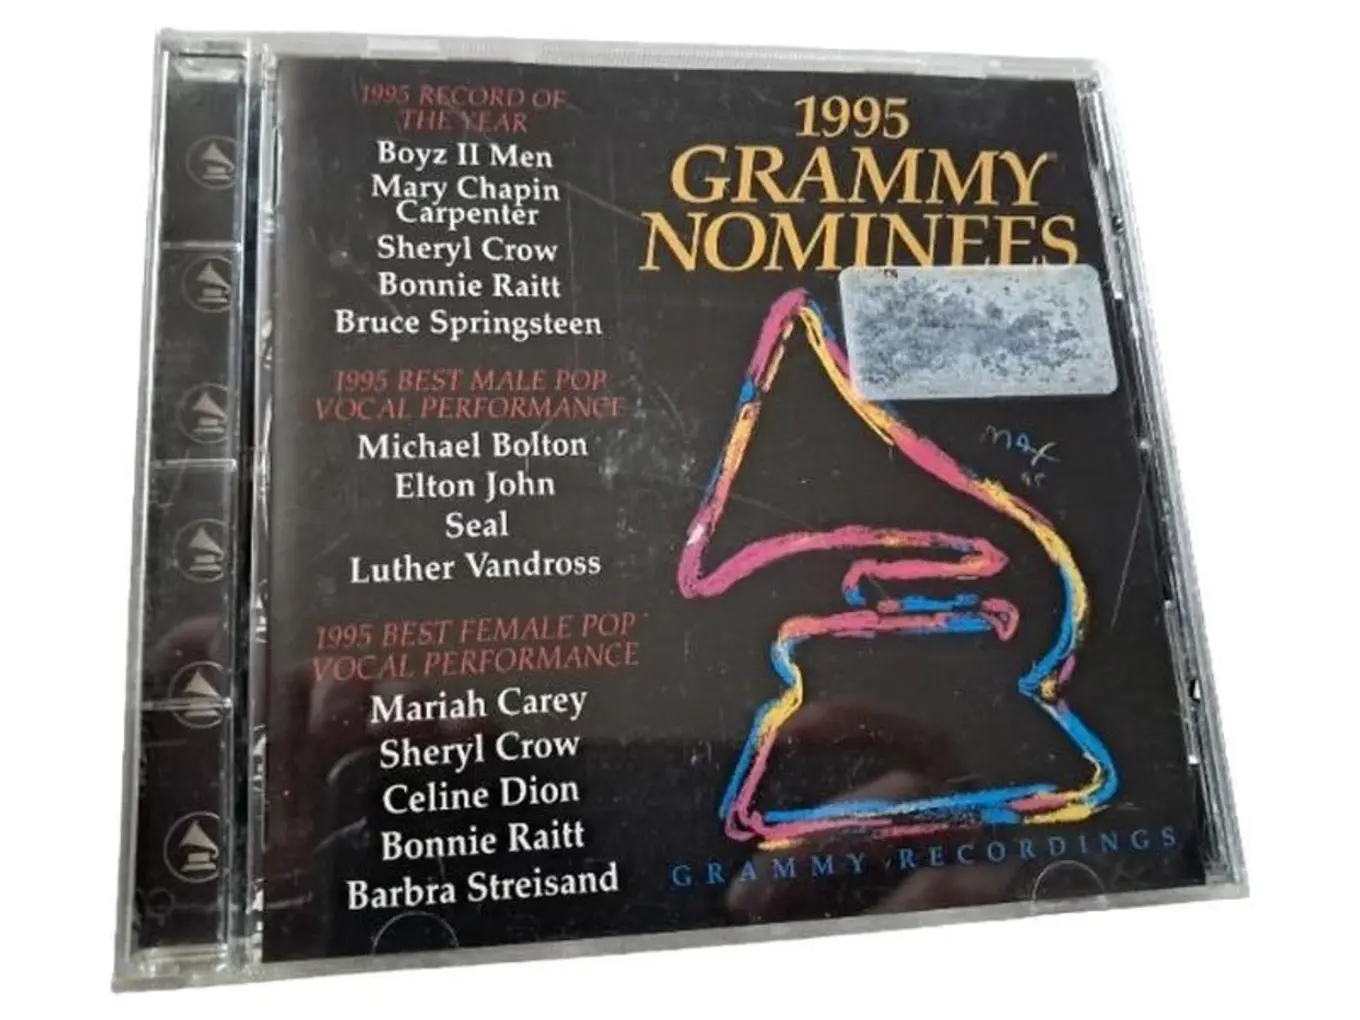 1995 RECORD OF
THE YEAR
Boyz II Men
Mary Chapin
Carpenter
Sheryl Crow
Bonnie Raitt
Bruce Springsteen
1995 BEST MALE POP
VOCAL PERFORMANCE
Michael Bolton
Elton John
Seal
Luther Vandross
1995 BEST FEMALE POP
VOCAL PERFORMANCE
Mariah Carey
Sheryl Crow
Celine Dion
Bonnie Raitt
Barbra Streisand
1995
GRAMMY
NOMINEES
Max
95
GRAMMY RECORDINGS